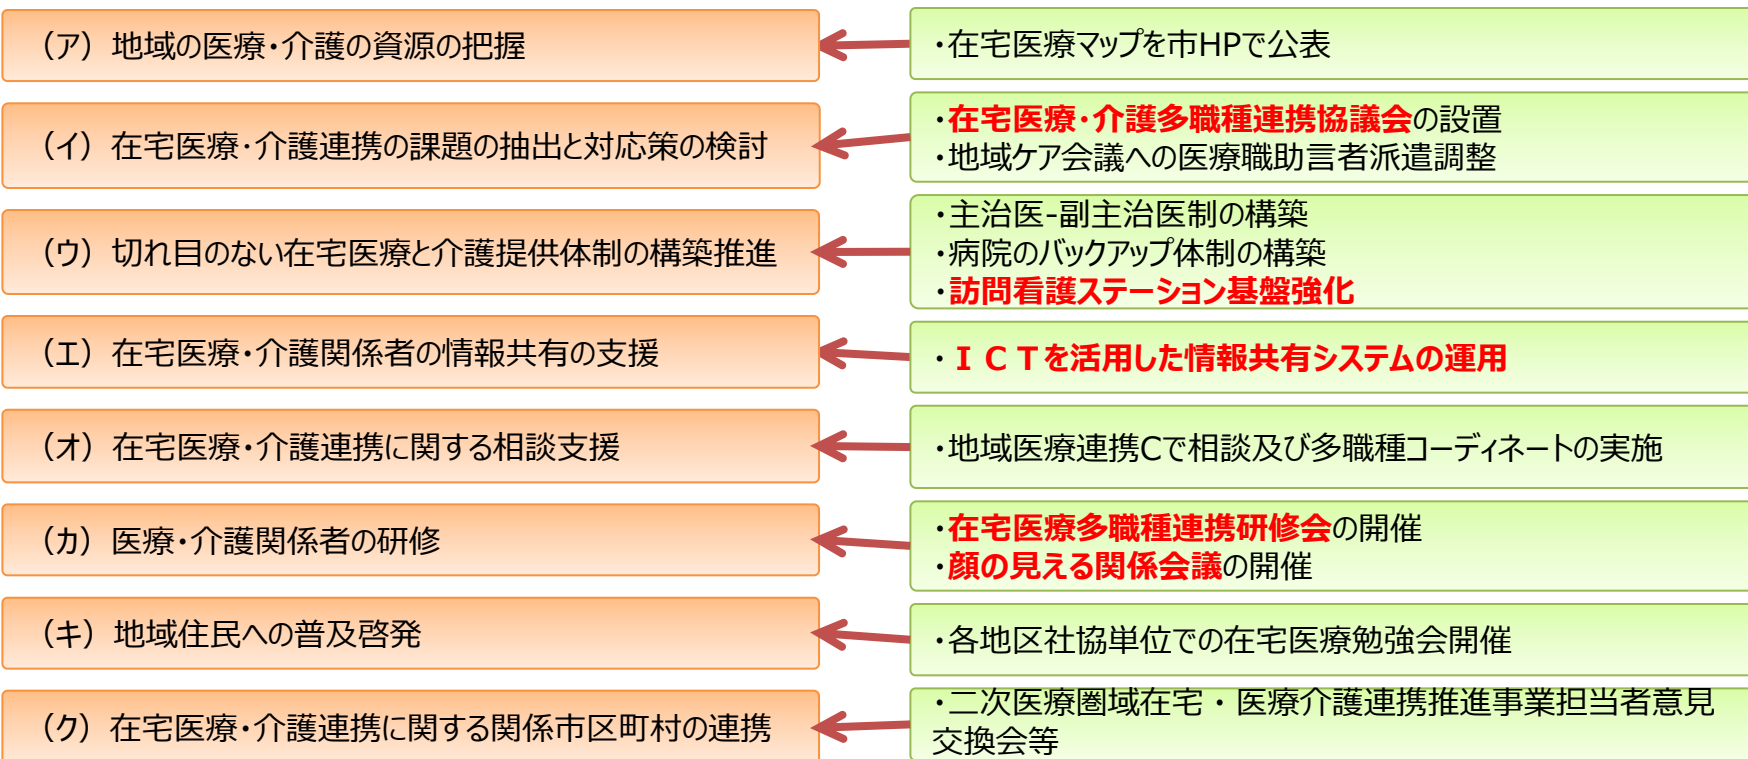 （ア）地域の医療・介護の資源の把握
・在宅医療マップを市HPで公表
（イ）在宅医療・介護連携の課題の抽出と対応策の検討
・在宅医療・介護多職種連携協議会の設置
・地域ケア会議への医療職助言者派遣調整
（ウ）切れ目のない在宅医療と介護提供体制の構築推進
・主治医-副主治医制の構築
・病院のバックアップ体制の構築
・訪問看護ステーション基盤強化
（エ）在宅医療・介護関係者の情報共有の支援
・ＩＣＴを活用した情報共有システムの運用
（オ）在宅医療・介護連携に関する相談支援
・地域医療連携Cで相談及び多職種コーディネートの実施
（カ）医療・介護関係者の研修
・在宅医療多職種連携研修会の開催
・顔の見える関係会議の開催
（キ）地域住民への普及啓発
・各地区社協単位での在宅医療勉強会開催
（ク）在宅医療・介護連携に関する関係市区町村の連携
・二次医療圏域在宅・医療介護連携推進事業担当者意見
交換会等